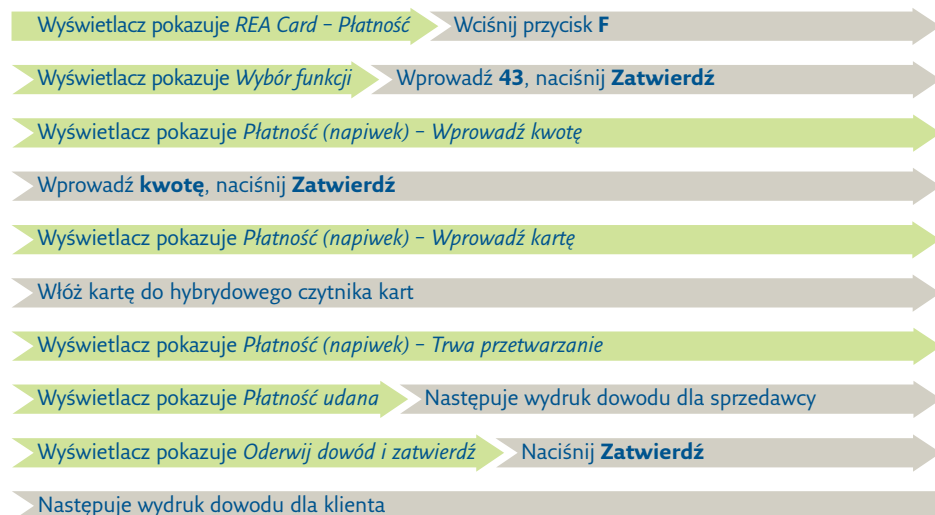 Wyświetlacz pokazuje REA Card – Płatność Wciśnij przycisk F
Wyświetlacz pokazuje Wybór funkcji Wprowadź 43, naciśnij Zatwierdź
Wyświetlacz pokazuje Płatność (napiwek) – Wprowadź kwotę
Wprowadź kwotę, naciśnij Zatwierdź
Wyświetlacz pokazuje Płatność (napiwek) – Wprowadź kartę
Włóż kartę do hybrydowego czytnika kart
Wyświetlacz pokazuje Płatność (napiwek) – Trwa przetwarzanie
Wyświetlacz pokazuje Płatność udana Następuje wydruk dowodu dla sprzedawcy
Wyświetlacz pokazuje Oderwij dowód i zatwierdź Naciśnij Zatwierdź
Następuje wydruk dowodu dla klienta